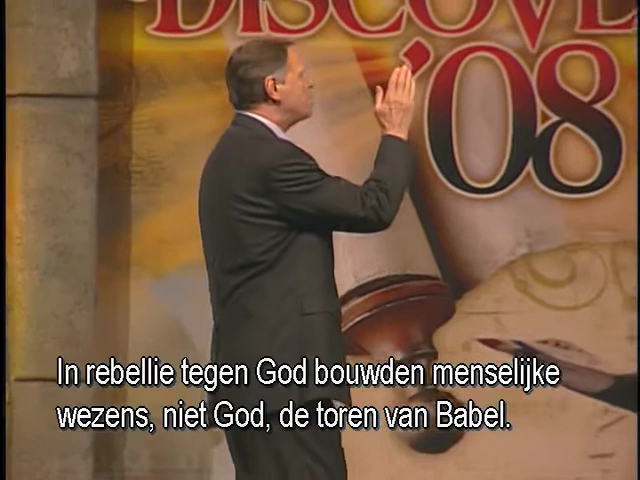 DISCOVE
'08
In rebellie tegen God bouwden menselijke
wezens, niet God, de toren van Babel.